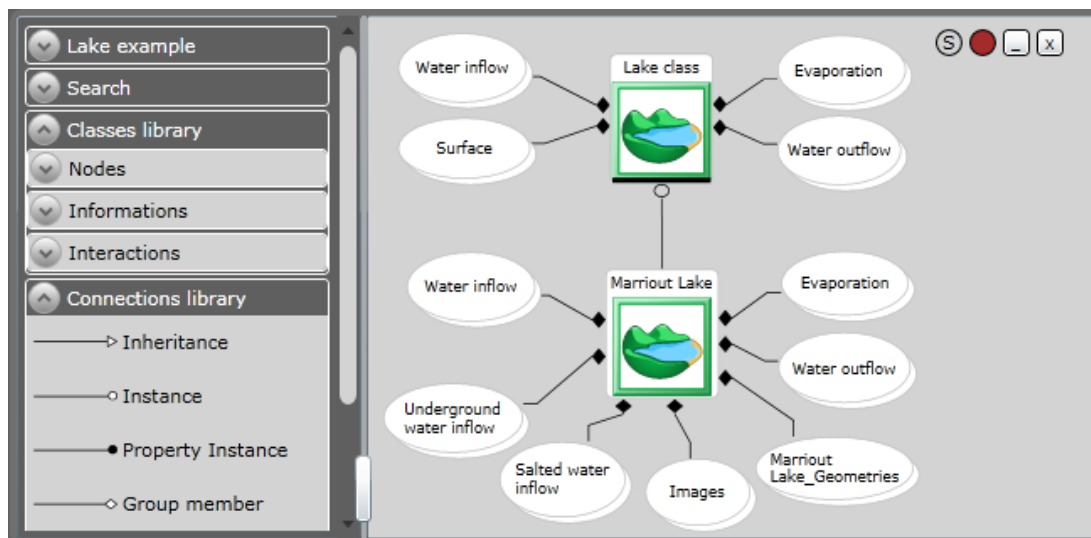 Lake example
Search
Classes library
Nodes
Informations
Interactions
Connections library
Inheritance
Instance
Property Instance
Group member
S
_
x
Water inflow
Lake class
Evaporation
Surface
Water outflow
Water inflow
Marriout Lake
Evaporation
Underground
water inflow
Water outflow
Salted water
inflow
Images
Marriout
Lake_Geometries